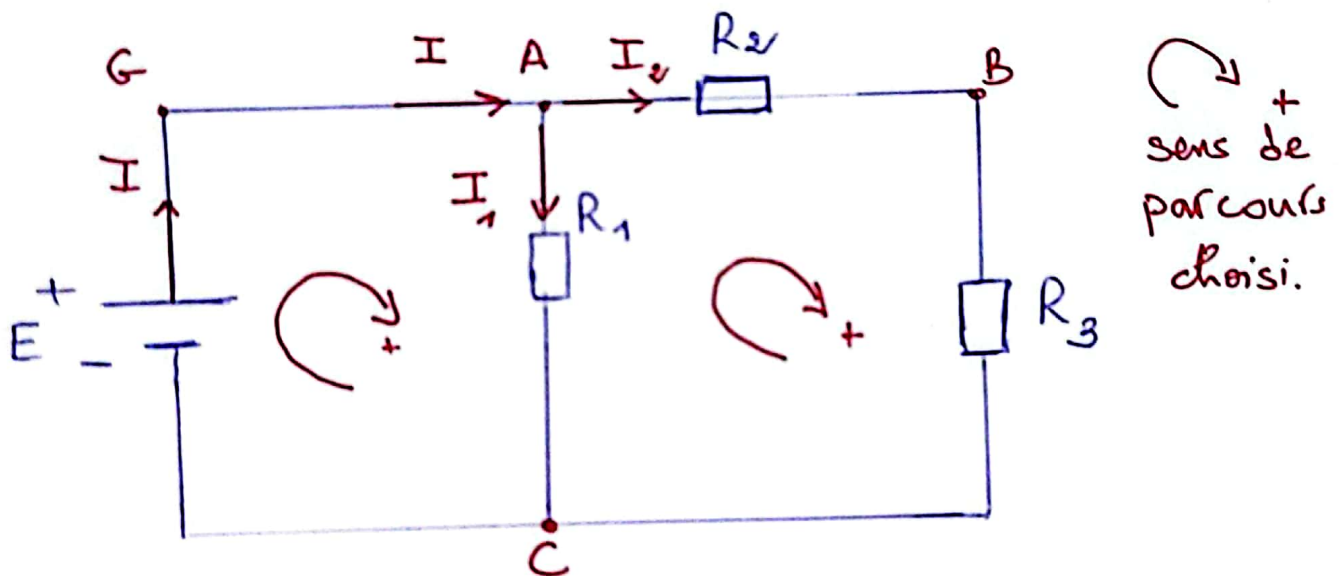 G
I
A
I₂
R₂
B
+
sens de
parcours
choisi.
I
I₁
R₁
+
E
-
+
+
R₃
C